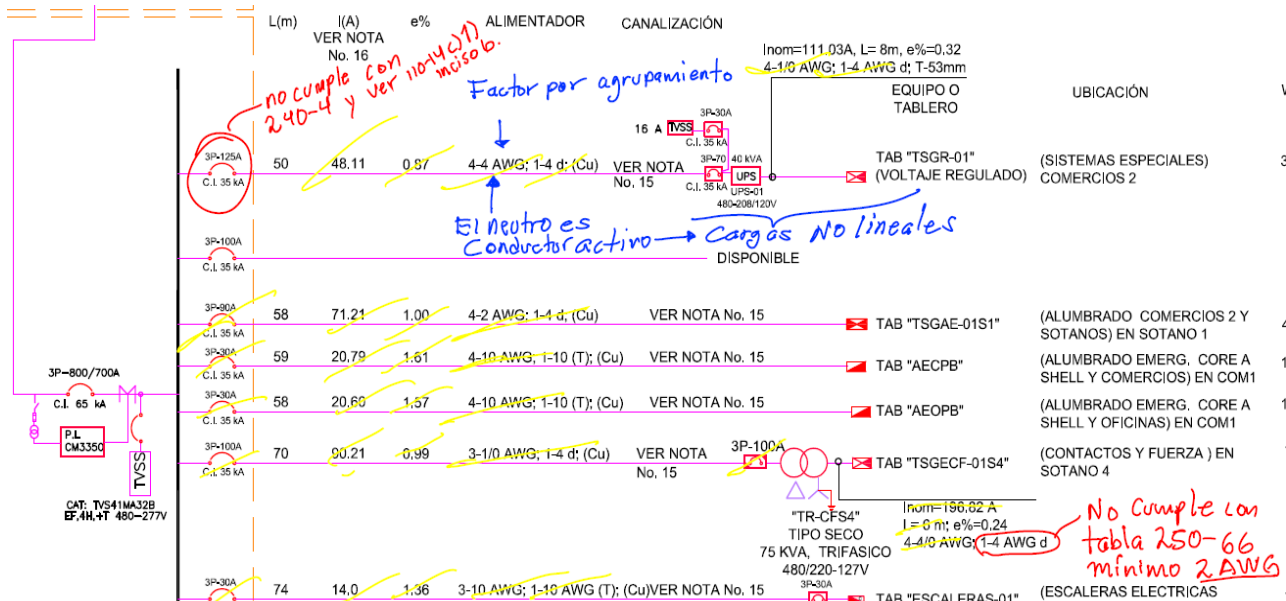 L(m) I(A) e% ALIMENTADOR CANALIZACIÓN
VER NOTA
No. 16
no cumple con
240-4 y ver 110-14 c) 1)
inciso b.
Factor por agrupamiento
Inom=111.03A, L= 8m, e%=0.32
4-1/0 AWG; 1-4 AWG d; T-53mm
EQUIPO O
TABLERO
UBICACIÓN
3P-125A
C.I. 35 kA
50 48.11 0.87 4-4 AWG; 1-4 d; (Cu) VER NOTA
No. 15
16 A TVSS
3P-30A
C.I. 35 kA
3P-70
C.I. 35 kA
40 kVA
UPS
UPS-01
480-208/120V
TAB "TSGR-01"
(VOLTAJE REGULADO)
(SISTEMAS ESPECIALES)
COMERCIOS 2
3
El neutro es
Conductor activo
Cargas No lineales
3P-100A
C.I. 35 kA
DISPONIBLE
3P-90A
C.I. 35 kA
58 71.21 1.00 4-2 AWG; 1-4 d; (Cu) VER NOTA No. 15
TAB "TSGAE-01S1"
(ALUMBRADO COMERCIOS 2 Y
SOTANOS) EN SOTANO 1
4
3P-30A
C.I. 35 kA
59 20.79 1.61 4-10 AWG; 1-10 (T); (Cu) VER NOTA No. 15
TAB "AECPB"
(ALUMBRADO EMERG, CORE A
SHELL Y COMERCIOS) EN COM1
1
3P-30A
C.I. 35 kA
58 20.60 1.57 4-10 AWG; 1-10 (T); (Cu) VER NOTA No. 15
TAB "AEOPB"
(ALUMBRADO EMERG, CORE A
SHELL Y OFICINAS) EN COM1
1
3P-800/700A
C.I. 65 kA
P.L
CM3350
TVSS
CAT: TVS41MA32B
EF,4H,+T 480-277V
3P-100A
C.I. 35 kA
70 90.21 0,99 3-1/0 AWG; 1-4 d; (Cu) VER NOTA
No. 15
3P-100A
TAB "TSGECF-01S4"
(CONTACTOS Y FUERZA ) EN
SOTANO 4
"TR-CFS4"
TIPO SECO
75 KVA, TRIFASICO
480/220-127V
Inom=196,82 A
L= 6 m; e%=0,24
4-4/0 AWG; 1-4 AWG d
No Cumple con
tabla 250-66
mínimo 2 AWG
3P-30A
74 14,0 1,36 3-10 AWG; 1-10 AWG (T); (Cu)VER NOTA No. 15
3P-30A
TAB "ESCALERAS-01"
(ESCALERAS ELECTRICAS